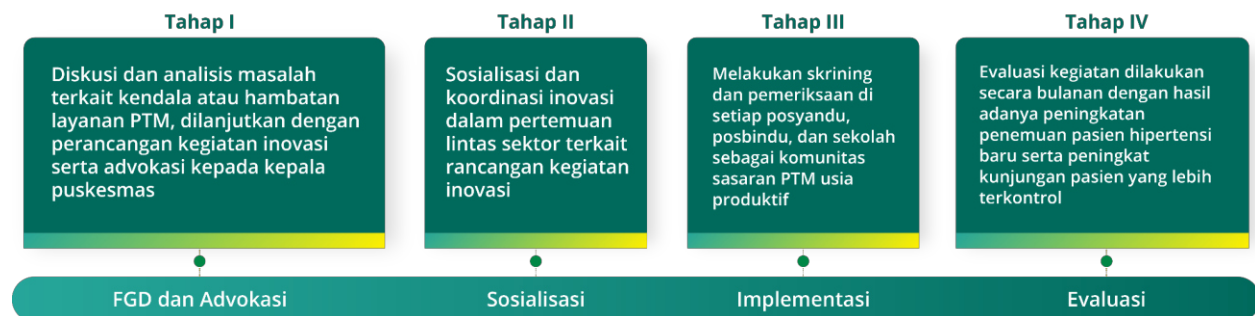 Tahap I
Diskusi dan analisis masalah
terkait kendala atau hambatan
layanan PTM, dilanjutkan dengan
perancangan kegiatan inovasi
serta advokasi kepada kepala
puskesmas
FGD dan Advokasi
Tahap II
Sosialisasi dan
koordinasi inovasi
dalam pertemuan
lintas sektor terkait
rancangan kegiatan
inovasi
Sosialisasi
Tahap III
Melakukan skrining
dan pemeriksaan di
setiap posyandu,
posbindu, dan sekolah
sebagai komunitas
sasaran PTM usia
produktif
Implementasi
Tahap IV
Evaluasi kegiatan dilakukan
secara bulanan dengan hasil
adanya peningkatan
penemuan pasien hipertensi
baru serta peningkat
kunjungan pasien yang lebih
terkontrol
Evaluasi